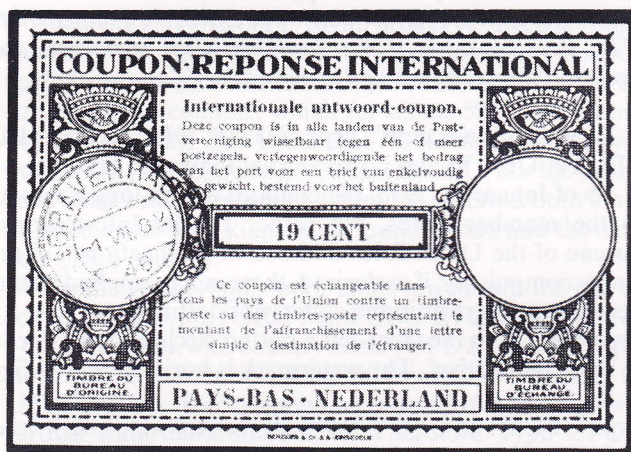 COUPON-REPONSE INTERNATIONAL
Internationale antwoord-coupon.
Deze coupon is in alle landen van de Post-
vereeniging wisselbaar tegen één of meer
postzegels, vertegenwoordigende het bedrag
van het port voor een brief van enkelvoudig
gewicht, bestemd voor het buitenland.
'S GRAVENHAGE
19 CENT
Ce coupon est échangeable dans
tous les pays de l'Union contre un timbre-
poste ou des timbres-poste représentant le
montant de l'affranchissement d'une lettre
simple à destination de l'étranger.
TIMBRE DU
BUREAU
D'ORIGINE.
TIMBRE DU
BUREAU
D'ÉCHANGE.
PAYS-BAS · NEDERLAND
BENZIGER & Co S.A. EINSIEDELN